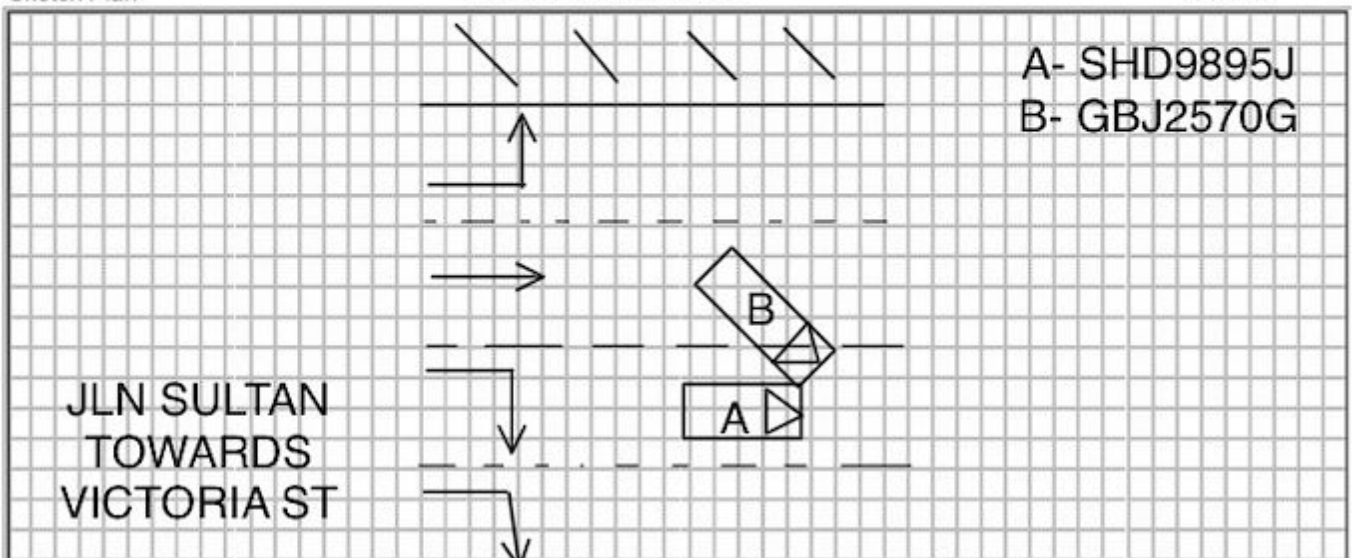 A- SHD9895J
B- GBJ2570G
B
A
JLN SULTAN
TOWARDS
VICTORIA ST